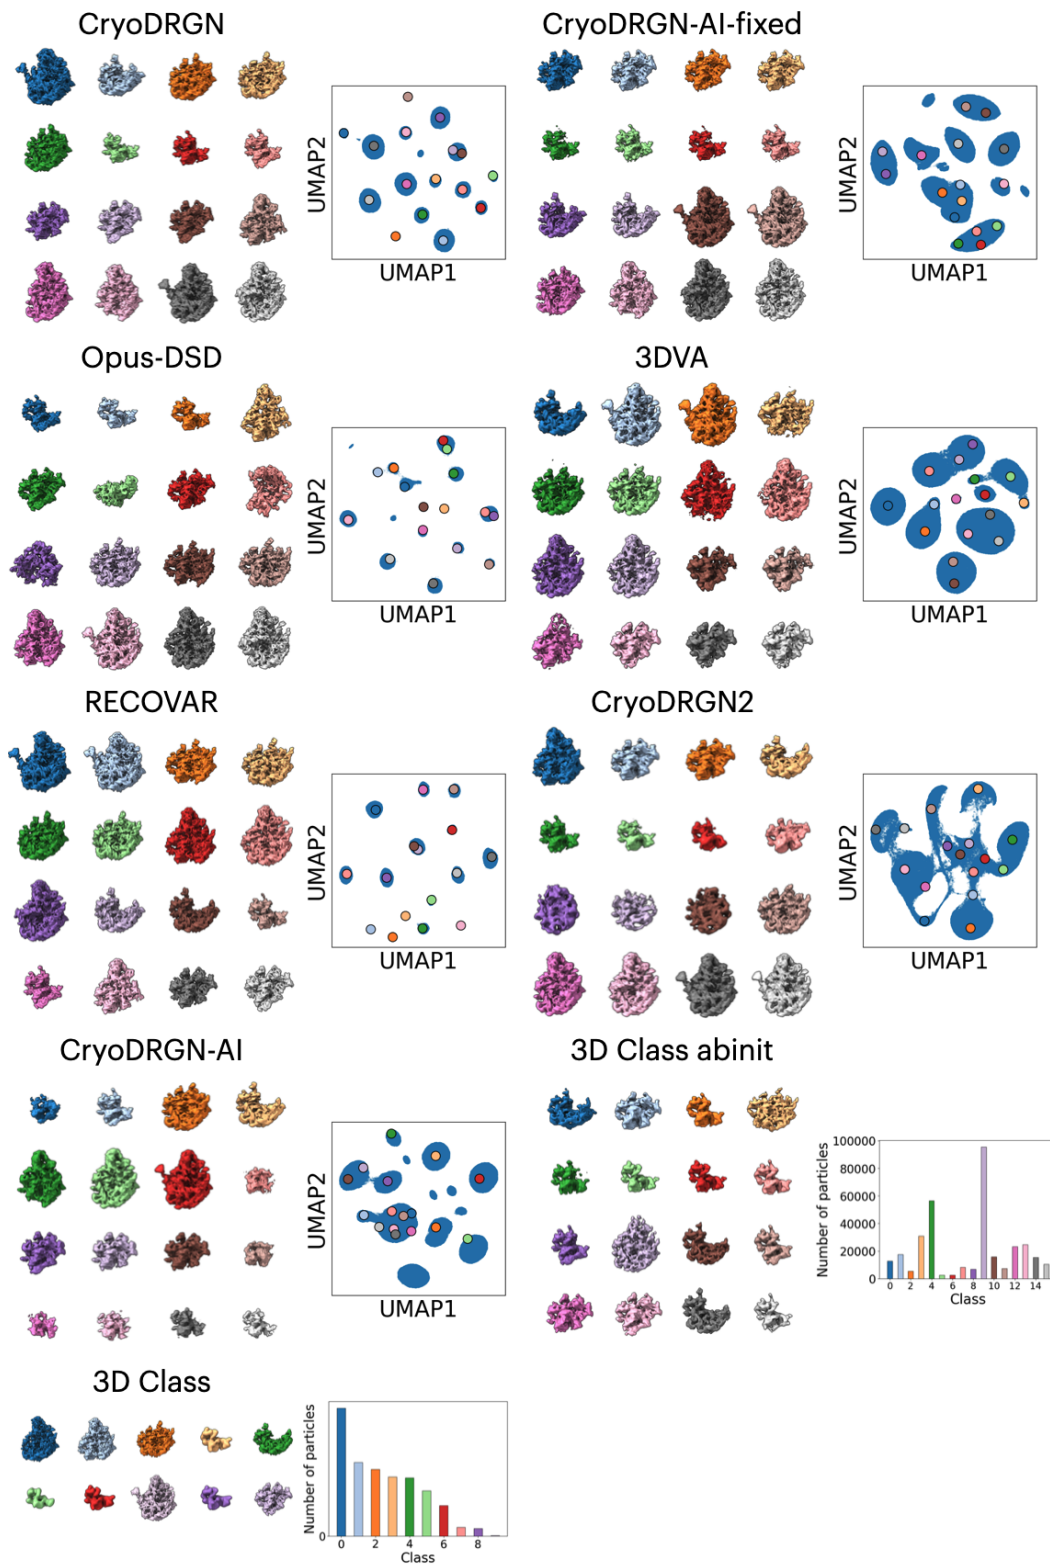 CryoDRGN
UMAP2
UMAP1
CryoDRGN-AI-fixed
UMAP2
UMAP1
Opus-DSD
UMAP2
UMAP1
3DVA
UMAP2
UMAP1
RECOVAR
UMAP2
UMAP1
CryoDRGN2
UMAP2
UMAP1
CryoDRGN-AI
UMAP2
UMAP1
3D Class abinit
Number of particles
100000
80000
60000
40000
20000
0
0 2 4 6 8 10 12 14
Class
3D Class
Number of particles
0
0 2 4 6 8
Class